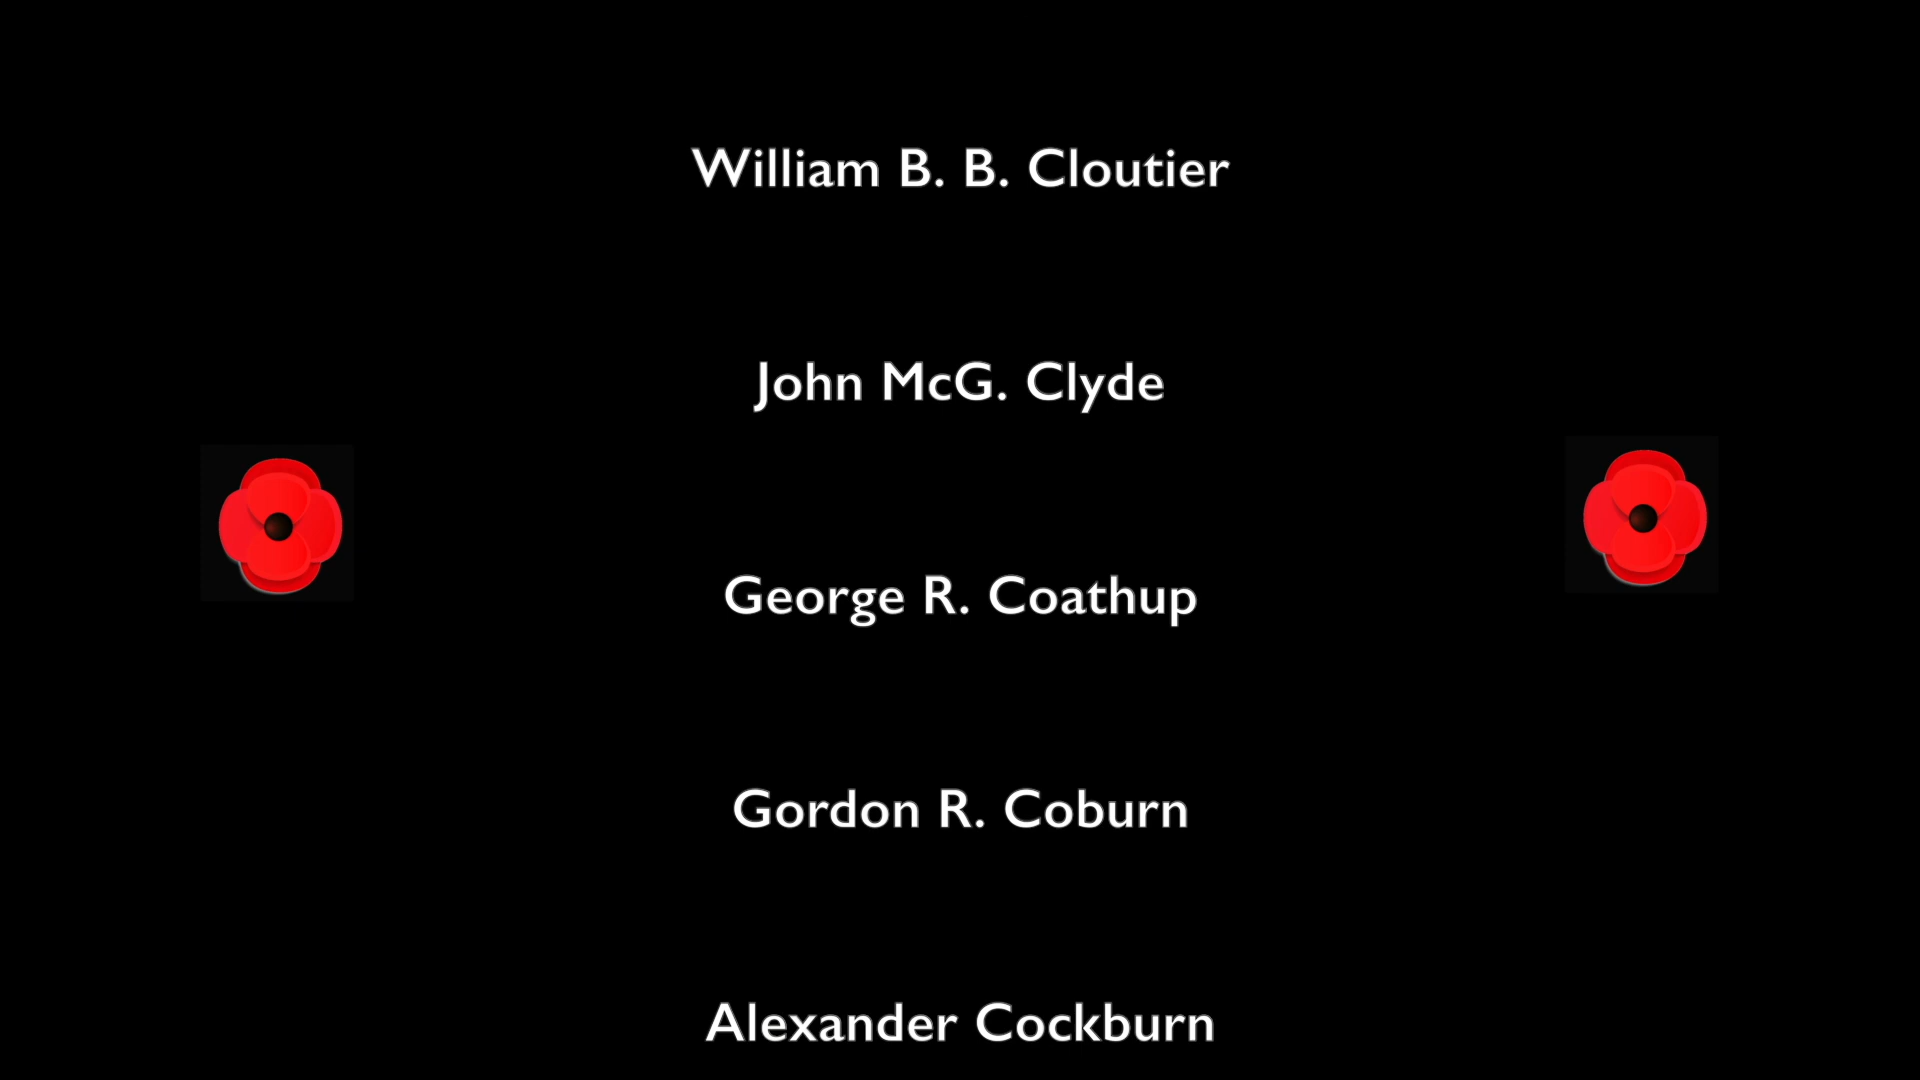 William B. B. Cloutier
John McG. Clyde
George R. Coathup
Gordon R. Coburn
Alexander Cockburn